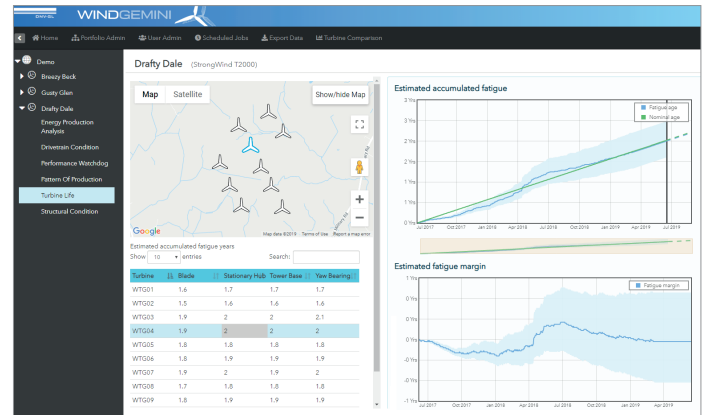 DNV·GL WINDGEMINI
Home Portfolio Admin User Admin Scheduled Jobs Export Data Turbine Comparison
Demo
Breezy Beck
Gusty Glen
Drafty Dale
Energy Production
Analysis
Drivetrain Condition
Performance Watchdog
Pattern Of Production
Turbine Life
Structural Condition
Drafty Dale (StrongWind T2000)
Map Satellite Show/hide Map
Google Map data ©2019 Terms of Use Report a map error
Estimated accumulated fatigue years
Show 10 entries Search:
Turbine Blade Stationary Hub Tower Base Yaw Bearing
WTG01 1.6 1.7 1.7 1.7
WTG02 1.5 1.6 1.6 1.6
WTG03 1.9 2 2 2.1
WTG04 1.9 2 2 2
WTG05 1.8 1.8 1.8 1.8
WTG06 1.8 1.9 1.9 1.9
WTG07 1.9 2 1.9 2
WTG08 1.7 1.8 1.8 1.8
WTG09 1.8 1.9 1.9 1.9
Estimated accumulated fatigue
3 Yrs
3 Yrs
2 Yrs
2 Yrs
1 Yrs
1 Yrs
0 Yrs
Fatigue age
Nominal age
Jul 2017 Oct 2017 Jan 2018 Apr 2018 Jul 2018 Oct 2018 Jan 2019 Apr 2019 Jul 2019
Estimated fatigue margin
1 Yrs
0 Yrs
0 Yrs
-0 Yrs
-0 Yrs
-0 Yrs
-1 Yrs
Fatigue margin
Jul 2017 Oct 2017 Jan 2018 Apr 2018 Jul 2018 Oct 2018 Jan 2019 Apr 2019